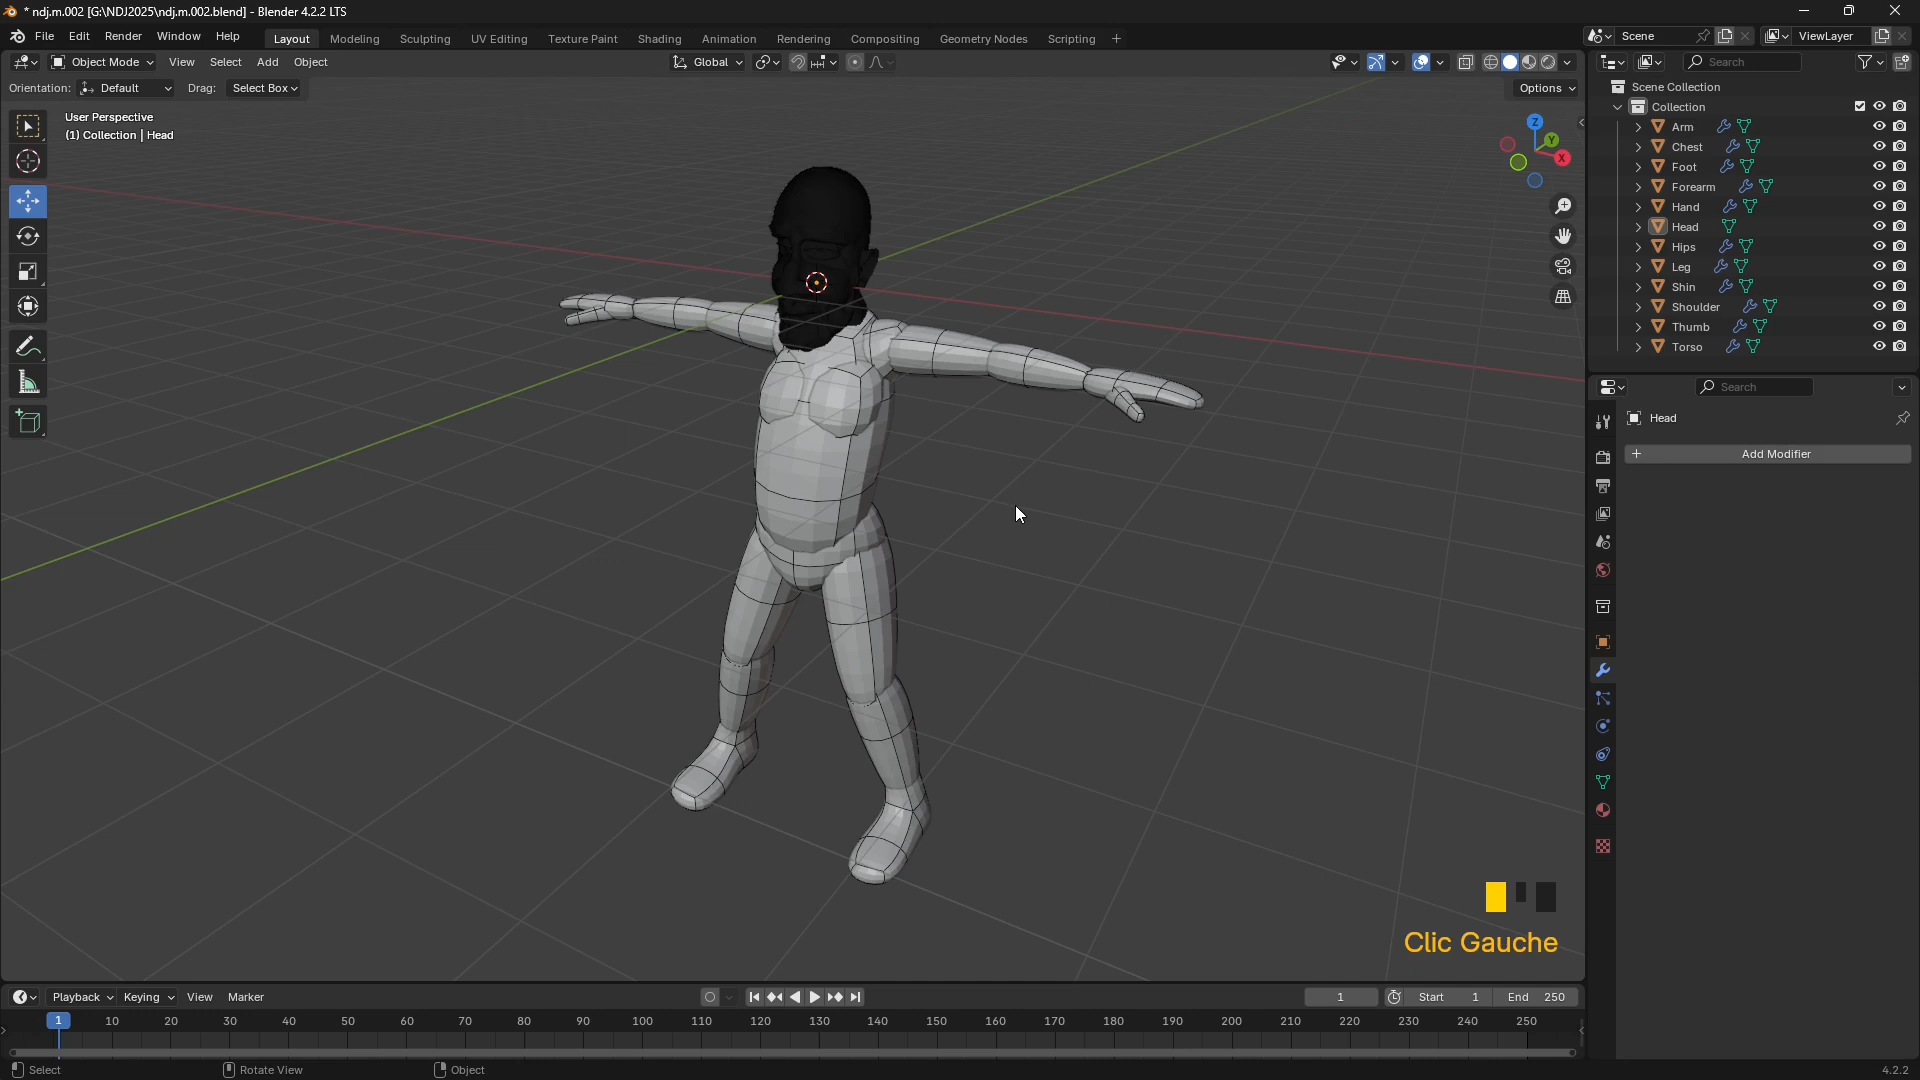 * ndj.m.002 [G:\NDJ2025\ndj.m.002.blend] - Blender 4.2.2 LTS
File Edit Render Window Help Layout Modeling Sculpting UV Editing Texture Paint Shading Animation Rendering Compositing Geometry Nodes Scripting + Scene ViewLayer
Object Mode View Select Add Object Global Search
Orientation: Default Drag: Select Box Options
User Perspective
(1) Collection | Head
Z
Y
X
Scene Collection
Collection
Arm
Chest
Foot
Forearm
Hand
Head
Hips
Leg
Shin
Shoulder
Thumb
Torso
Search
Head
+ Add Modifier
Clic Gauche
Playback Keying View Marker 1 Start 1 End 250
1 10 20 30 40 50 60 70 80 90 100 110 120 130 140 150 160 170 180 190 200 210 220 230 240 250
Select Rotate View Object 4.2.2